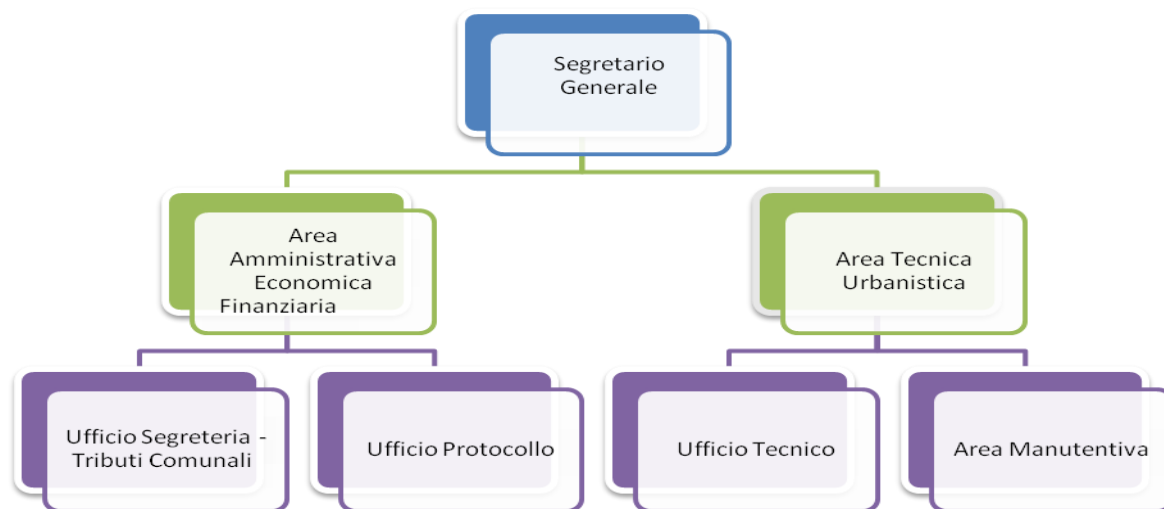 Segretario
Generale
Area
Amministrativa
Economica
Finanziaria
Area Tecnica
Urbanistica
Ufficio Segreteria -
Tributi Comunali
Ufficio Protocollo
Ufficio Tecnico
Area Manutentiva